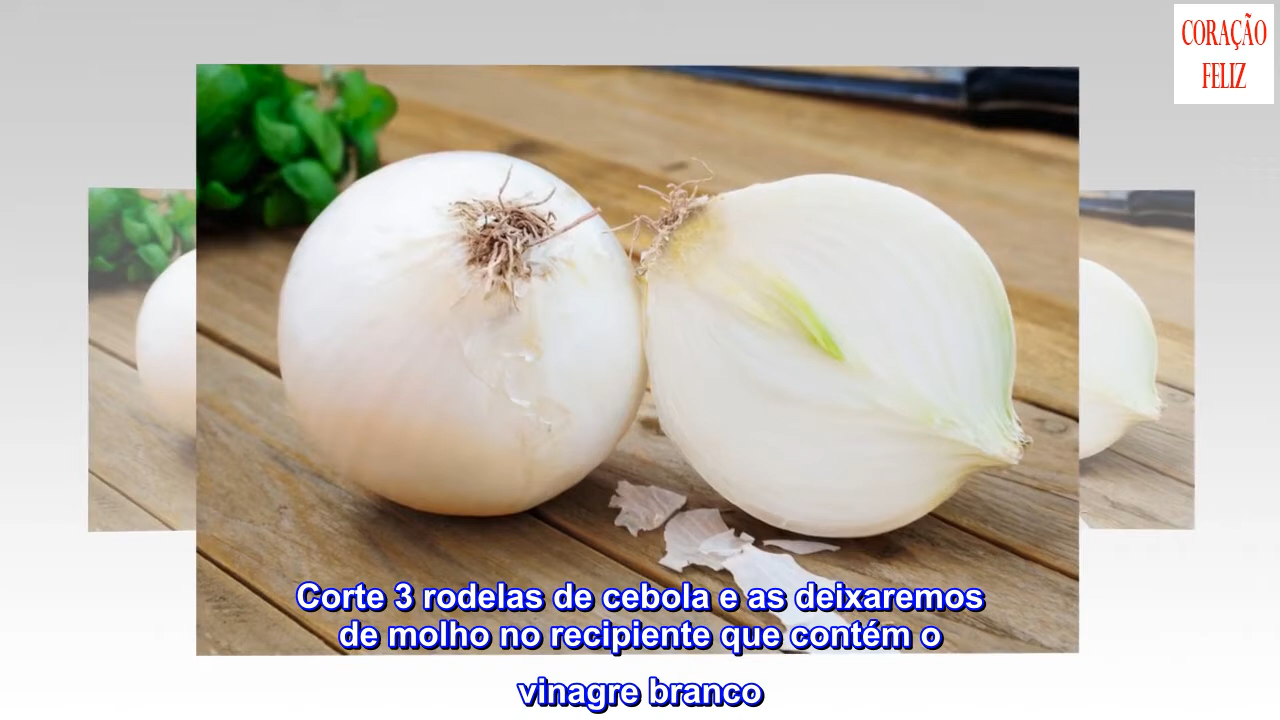 CORAÇÃO
FELIZ
Corte 3 rodelas de cebola e as deixaremos
de molho no recipiente que contém o
vinagre branco